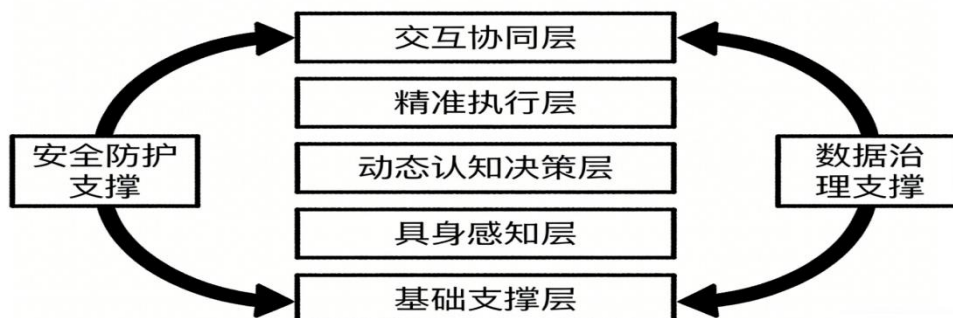 交互协同层
精准执行层
安全防护
支撑
动态认知决策层
数据治
理支撑
具身感知层
基础支撑层